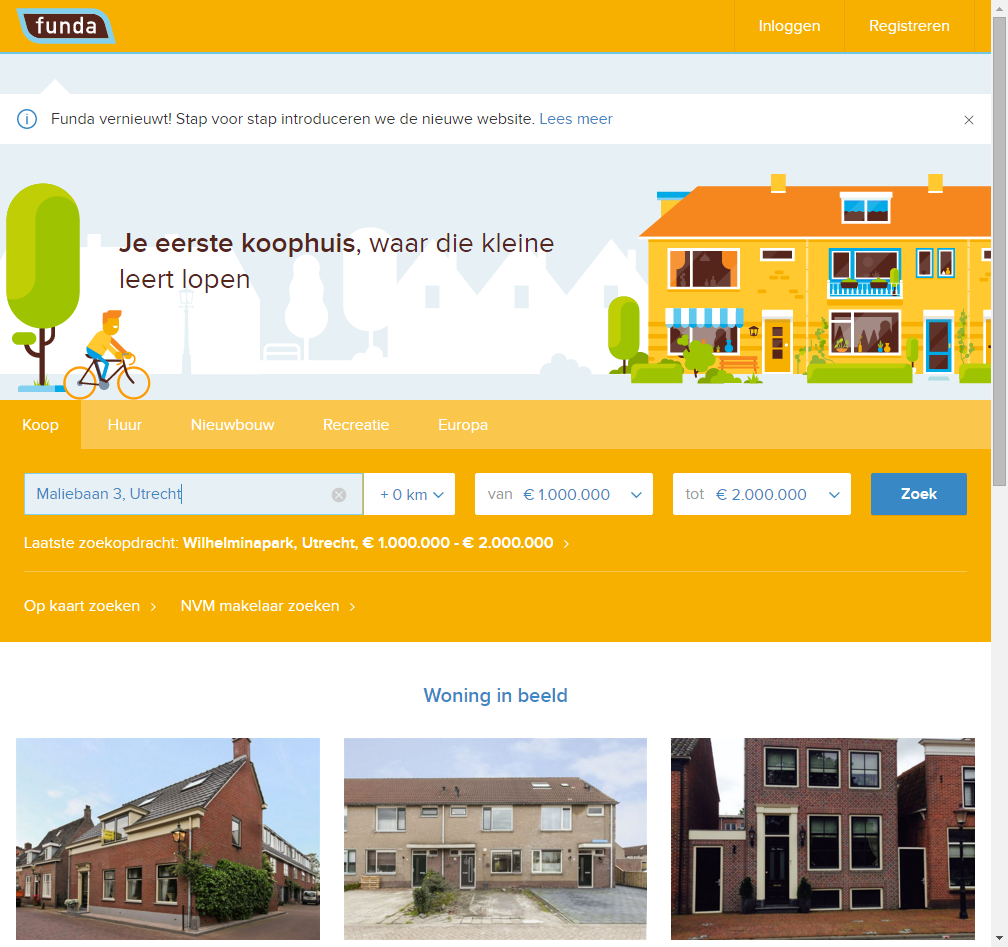 funda
Inloggen
Registreren
Funda vernieuwt! Stap voor stap introduceren we de nieuwe website. Lees meer
Je eerste koophuis, waar die kleine
leert lopen
Koop
Huur
Nieuwbouw
Recreatie
Europa
Maliebaan 3, Utrecht
+ 0 km
van € 1.000.000
tot € 2.000.000
Zoek
Laatste zoekopdracht: Wilhelminapark, Utrecht, € 1.000.000 - € 2.000.000
Op kaart zoeken
NVM makelaar zoeken
Woning in beeld